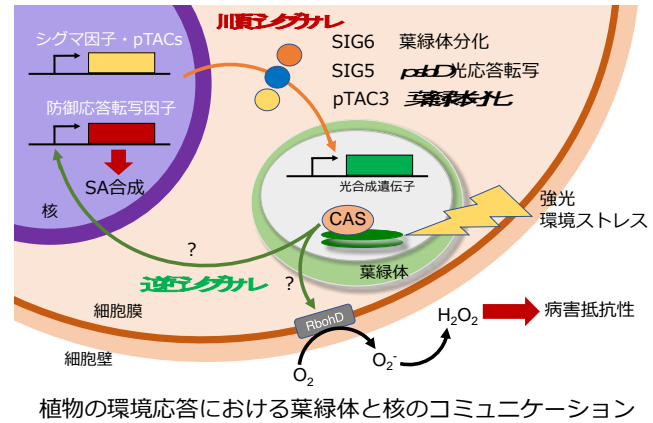 順シグナル
シグマ因子・pTACs
SIG6 葉緑体分化
SIG5 psbD光応答転写
pTAC3 葉緑体分化
防御応答転写因子
SA合成
核
光合成遺伝子
CAS
葉緑体
強光
環境ストレス
?
?
逆シグナル
細胞膜
細胞壁
RbohD
O₂
O₂⁻
H₂O₂
病害抵抗性
植物の環境応答における葉緑体と核のコミュニケーション